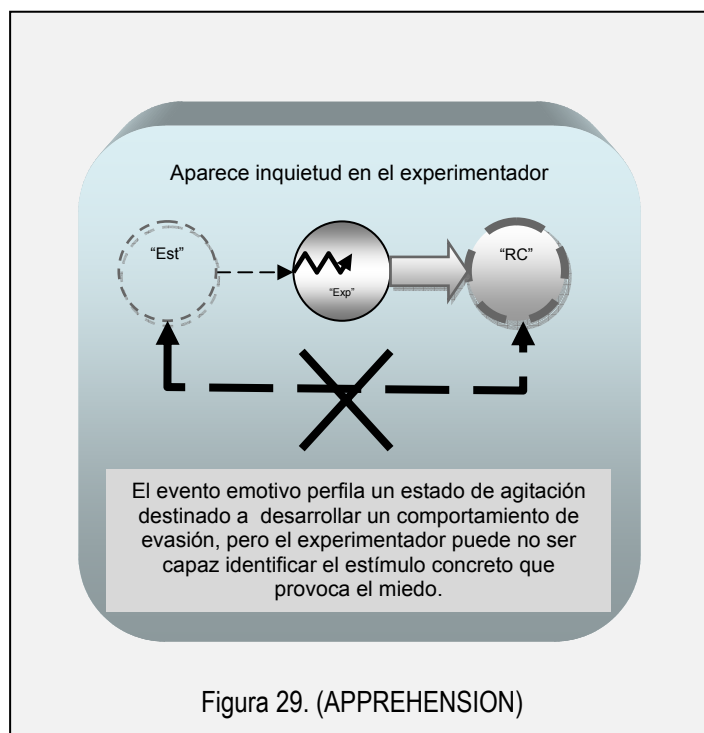 Aparece inquietud en el experimentador
“Est”
“Exp”
“RC”
El evento emotivo perfila un estado de agitación
destinado a desarrollar un comportamiento de
evasión, pero el experimentador puede no ser
capaz identificar el estímulo concreto que
provoca el miedo.
Figura 29. (APPREHENSION)